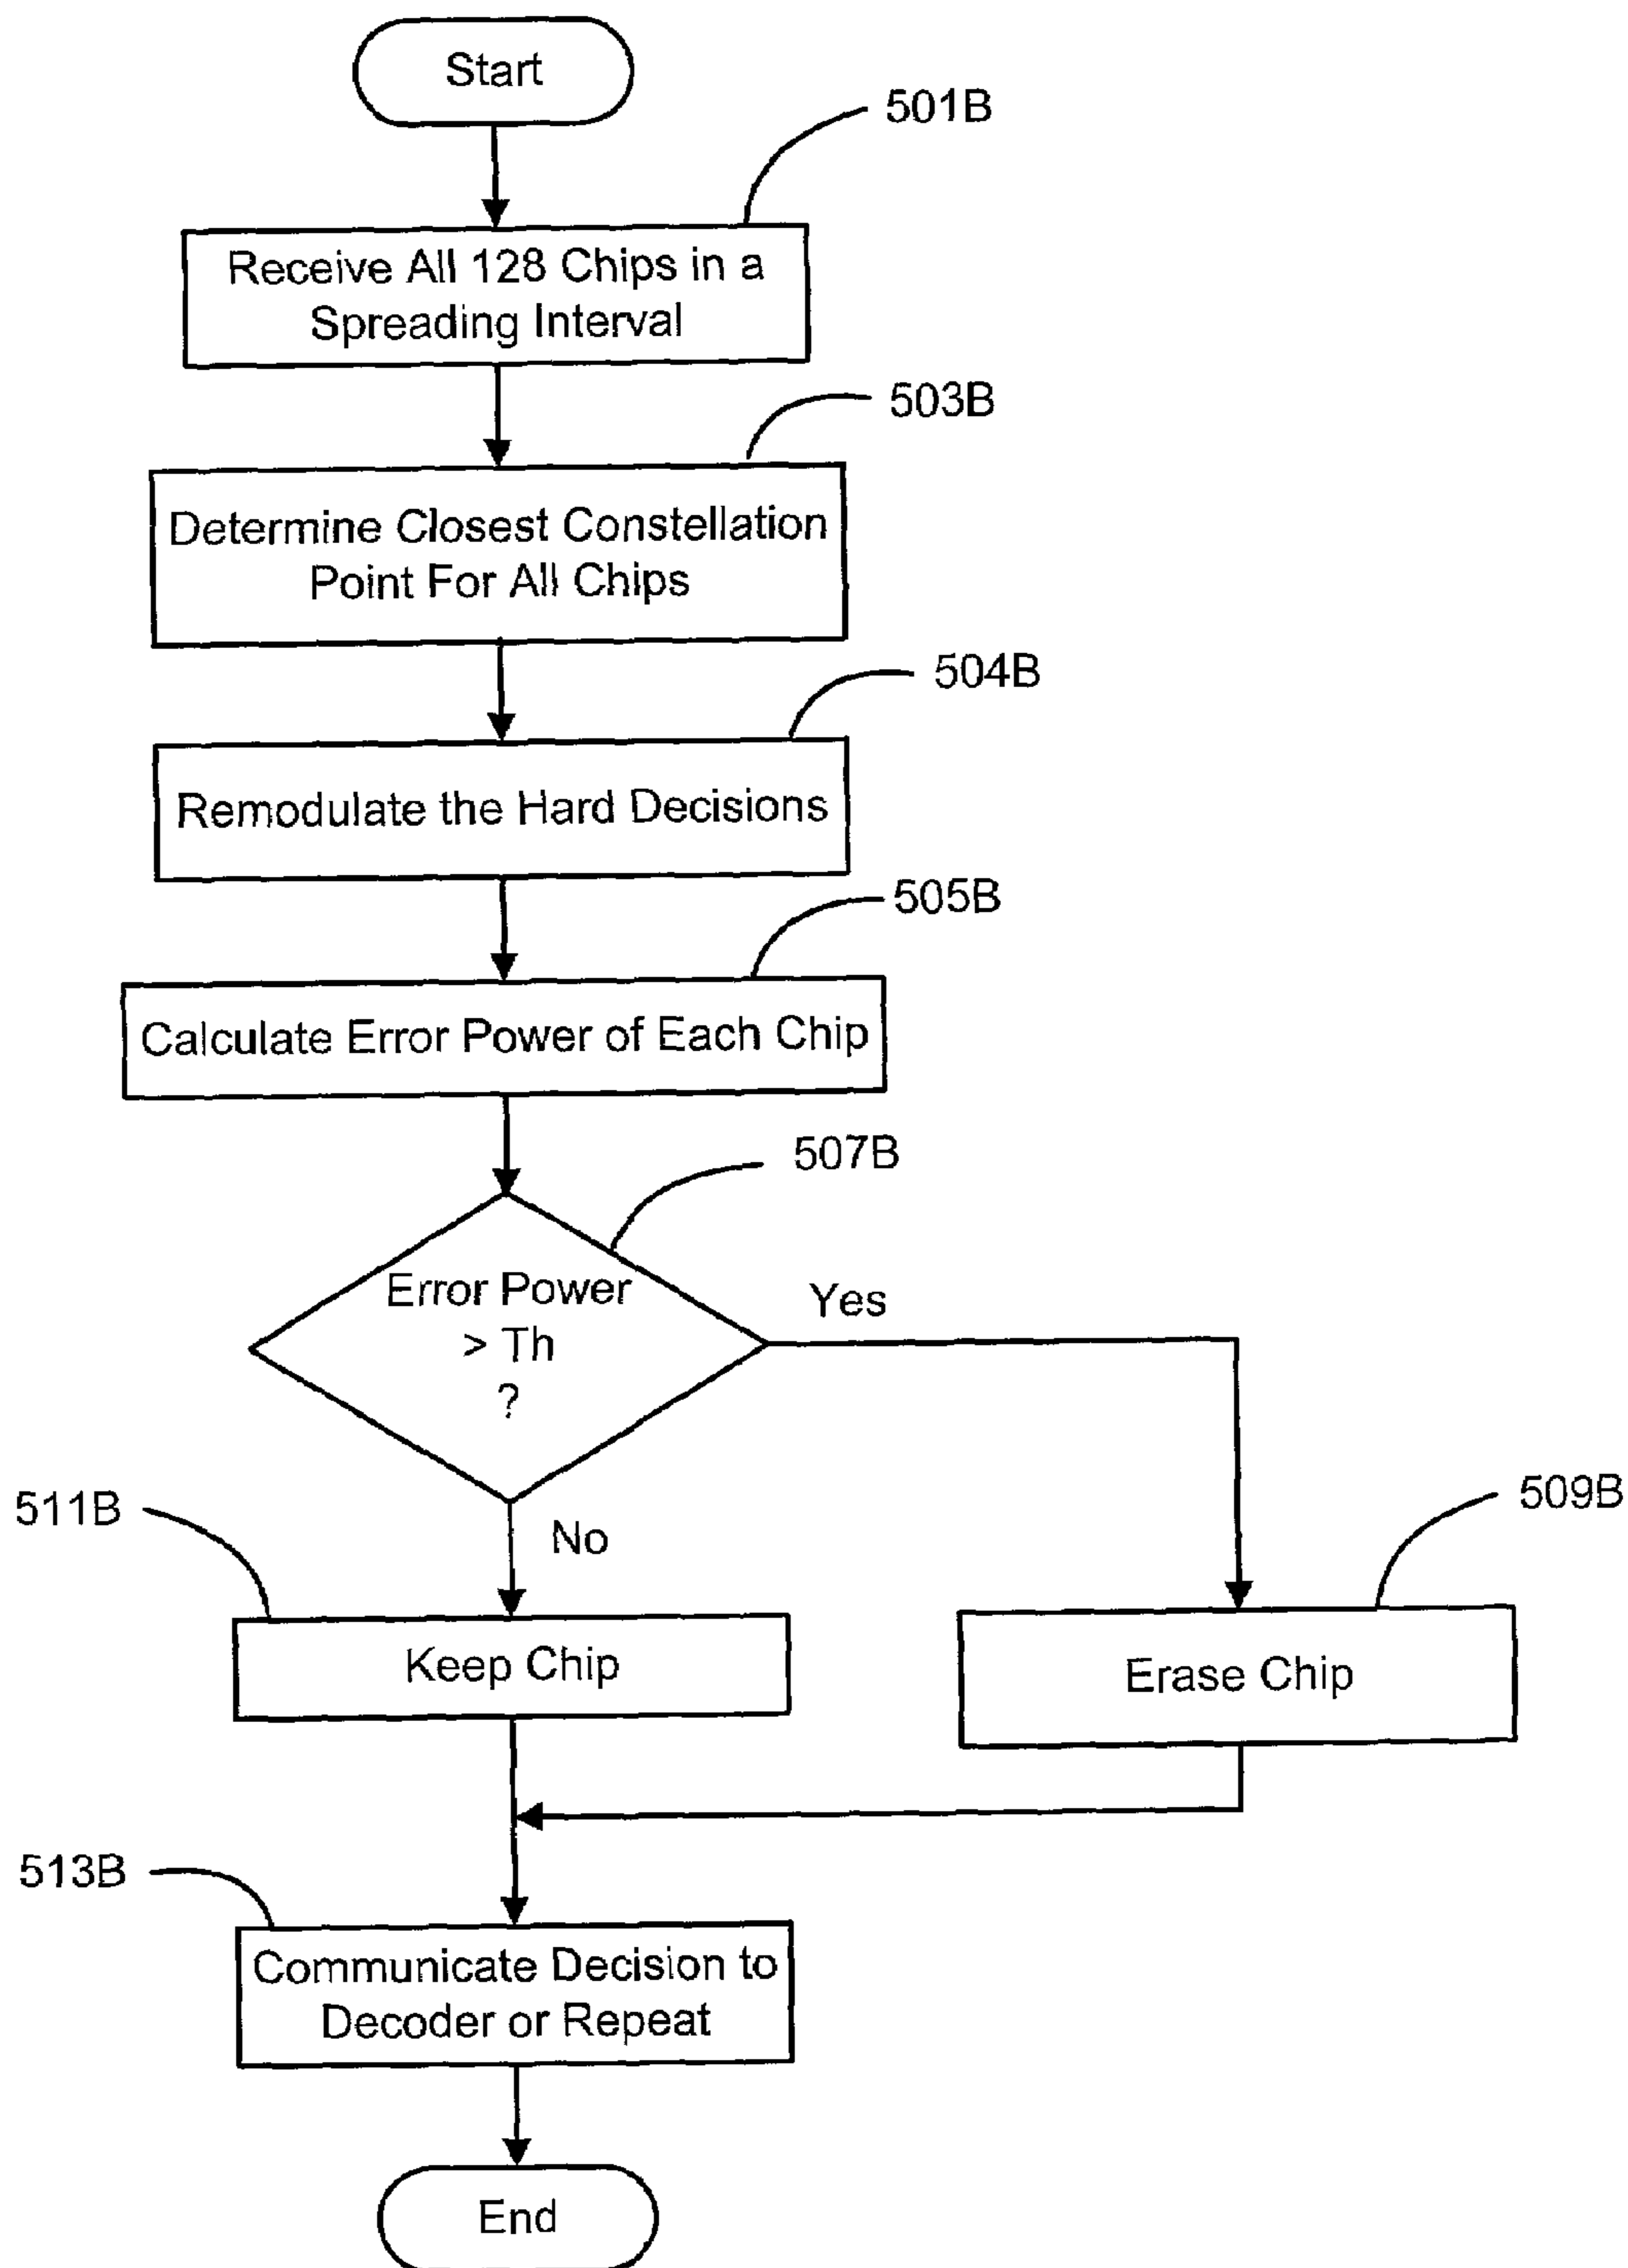 Start
501B
Receive All 128 Chips in a
Spreading Interval
503B
Determine Closest Constellation
Point For All Chips
504B
Remodulate the Hard Decisions
505B
Calculate Error Power of Each Chip
507B
Error Power
> Th
?
Yes
No
511B
509B
Keep Chip
Erase Chip
513B
Communicate Decision to
Decoder or Repeat
End